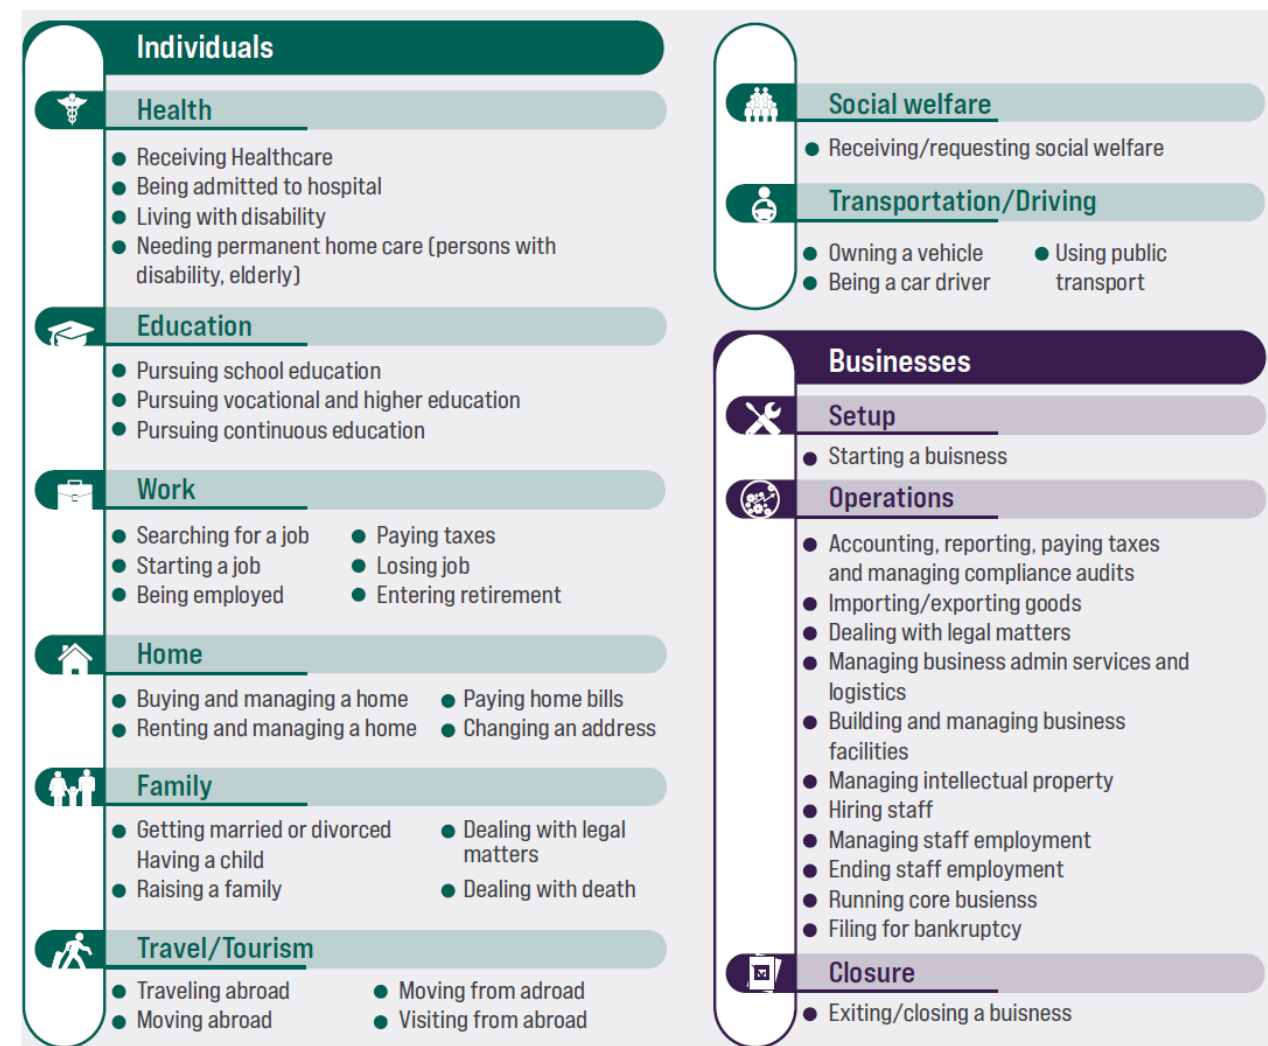 Individuals
Health
Receiving Healthcare
Being admitted to hospital
Living with disability
Needing permanent home care (persons with
disability, elderly)
Education
Pursuing school education
Pursuing vocational and higher education
Pursuing continuous education
Work
Searching for a job
Starting a job
Being employed
Paying taxes
Losing job
Entering retirement
Home
Buying and managing a home
Renting and managing a home
Paying home bills
Changing an address
Family
Getting married or divorced
Having a child
Raising a family
Dealing with legal
matters
Dealing with death
Travel/Tourism
Traveling abroad
Moving abroad
Moving from adroad
Visiting from abroad
Social welfare
Receiving/requesting social welfare
Transportation/Driving
Owning a vehicle
Being a car driver
Using public
transport
Businesses
Setup
Starting a buisness
Operations
Accounting, reporting, paying taxes
and managing compliance audits
Importing/exporting goods
Dealing with legal matters
Managing business admin services and
logistics
Building and managing business
facilities
Managing intellectual property
Hiring staff
Managing staff employment
Ending staff employment
Running core busienss
Filing for bankruptcy
Closure
Exiting/closing a buisness